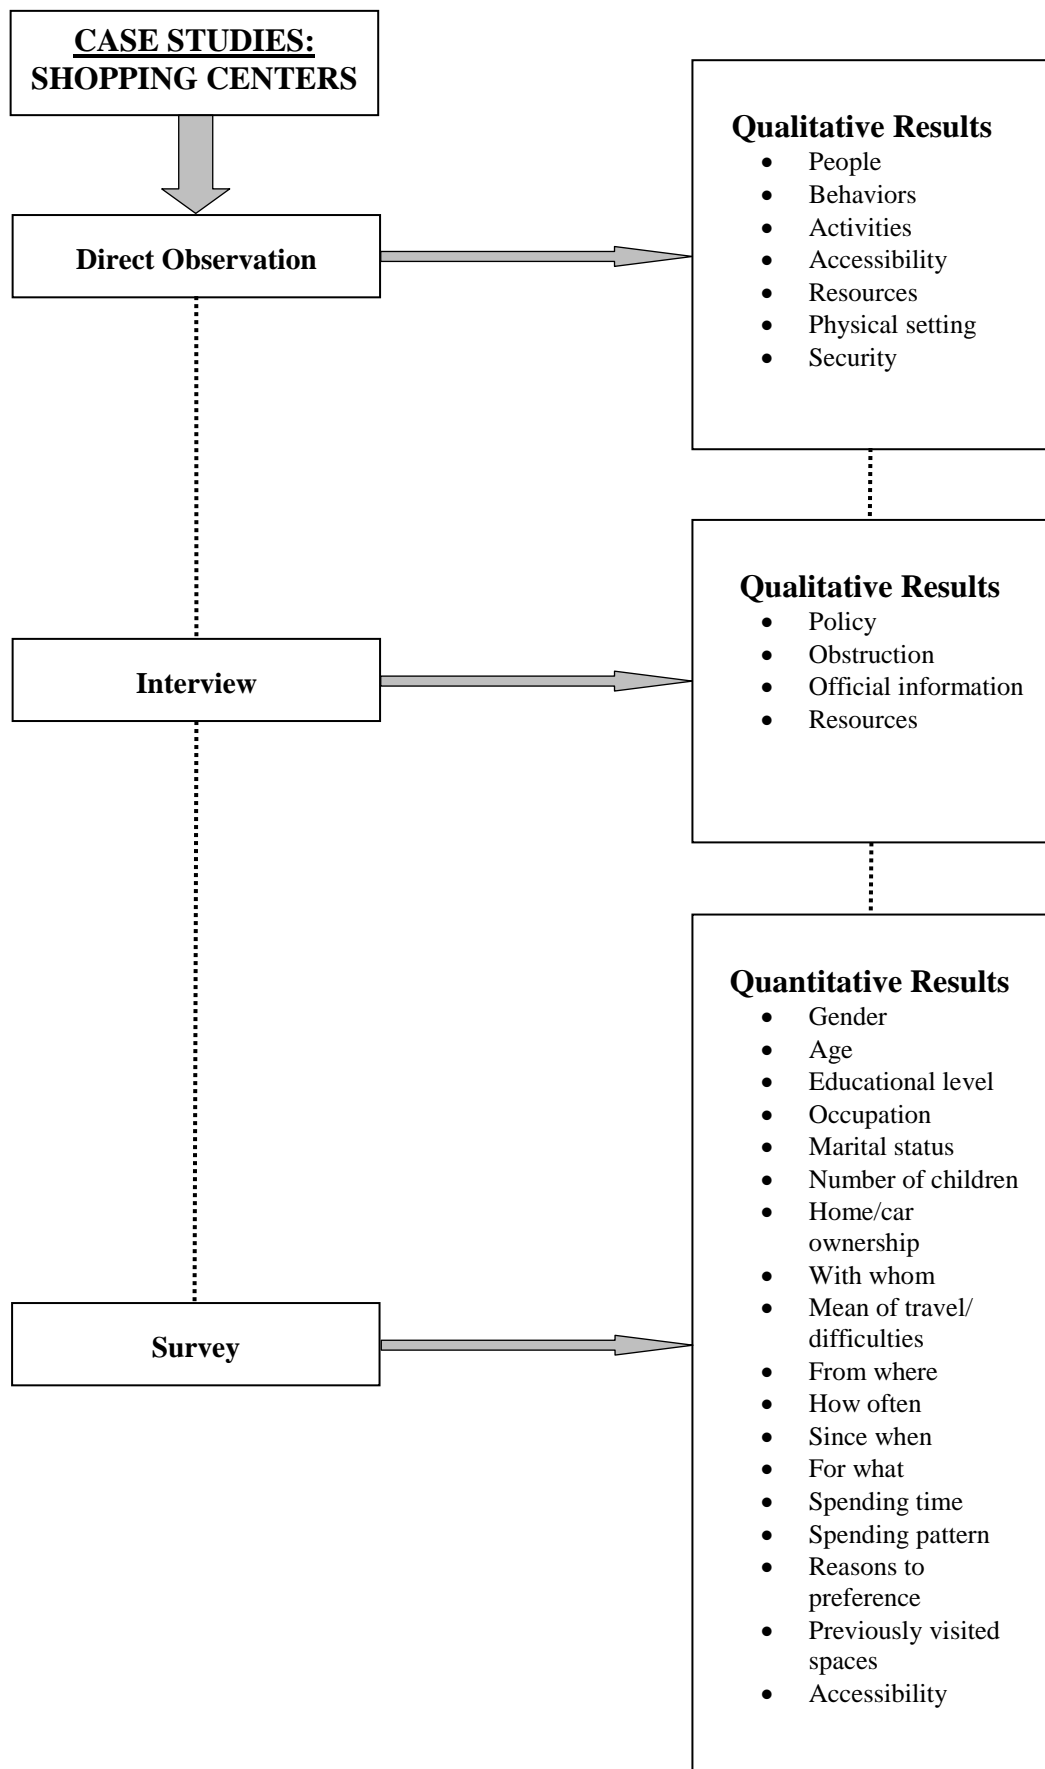 CASE STUDIES:
SHOPPING CENTERS
Direct Observation
Qualitative Results
• People
• Behaviors
• Activities
• Accessibility
• Resources
• Physical setting
• Security
Interview
Qualitative Results
• Policy
• Obstruction
• Official information
• Resources
Survey
Quantitative Results
• Gender
• Age
• Educational level
• Occupation
• Marital status
• Number of children
• Home/car
ownership
• With whom
• Mean of travel/
difficulties
• From where
• How often
• Since when
• For what
• Spending time
• Spending pattern
• Reasons to
preference
• Previously visited
spaces
• Accessibility